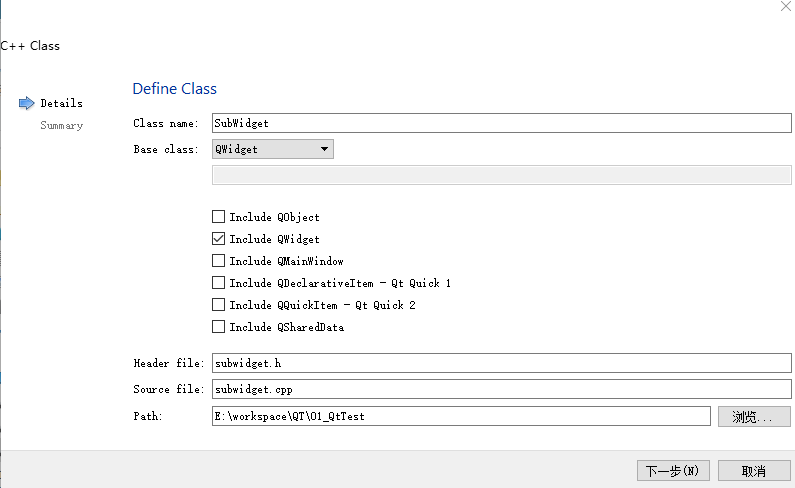 C++ Class
Define Class
Details
Summary
Class name: SubWidget
Base class: QWidget
Include QObject
Include QWidget
Include QMainWindow
Include QDeclarativeItem - Qt Quick 1
Include QQuickItem - Qt Quick 2
Include QSharedData
Header file: subwidget.h
Source file: subwidget.cpp
Path: E:\workspace\QT\01_QtTest 浏览...
下一步(N) 取消